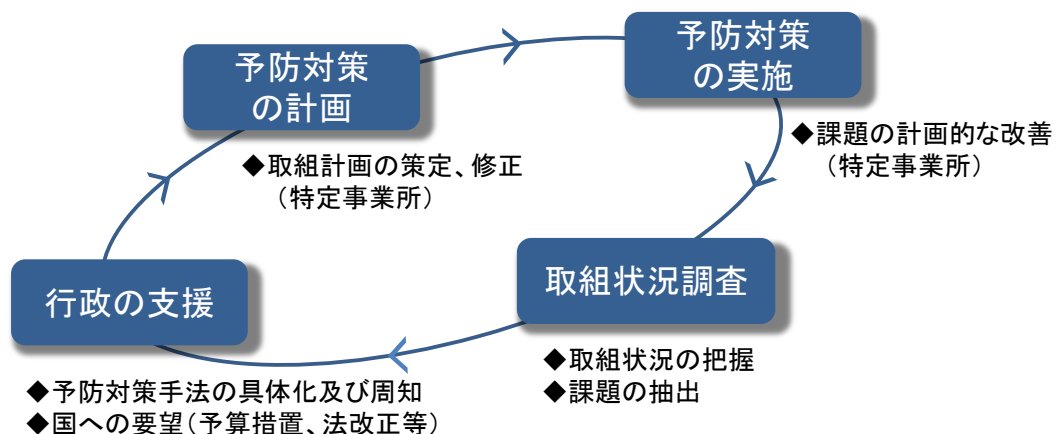 予防対策
の計画
◆取組計画の策定、修正
（特定事業所）
予防対策
の実施
◆課題の計画的な改善
（特定事業所）
取組状況調査
◆取組状況の把握
◆課題の抽出
行政の支援
◆予防対策手法の具体化及び周知
◆国への要望（予算措置、法改正等）